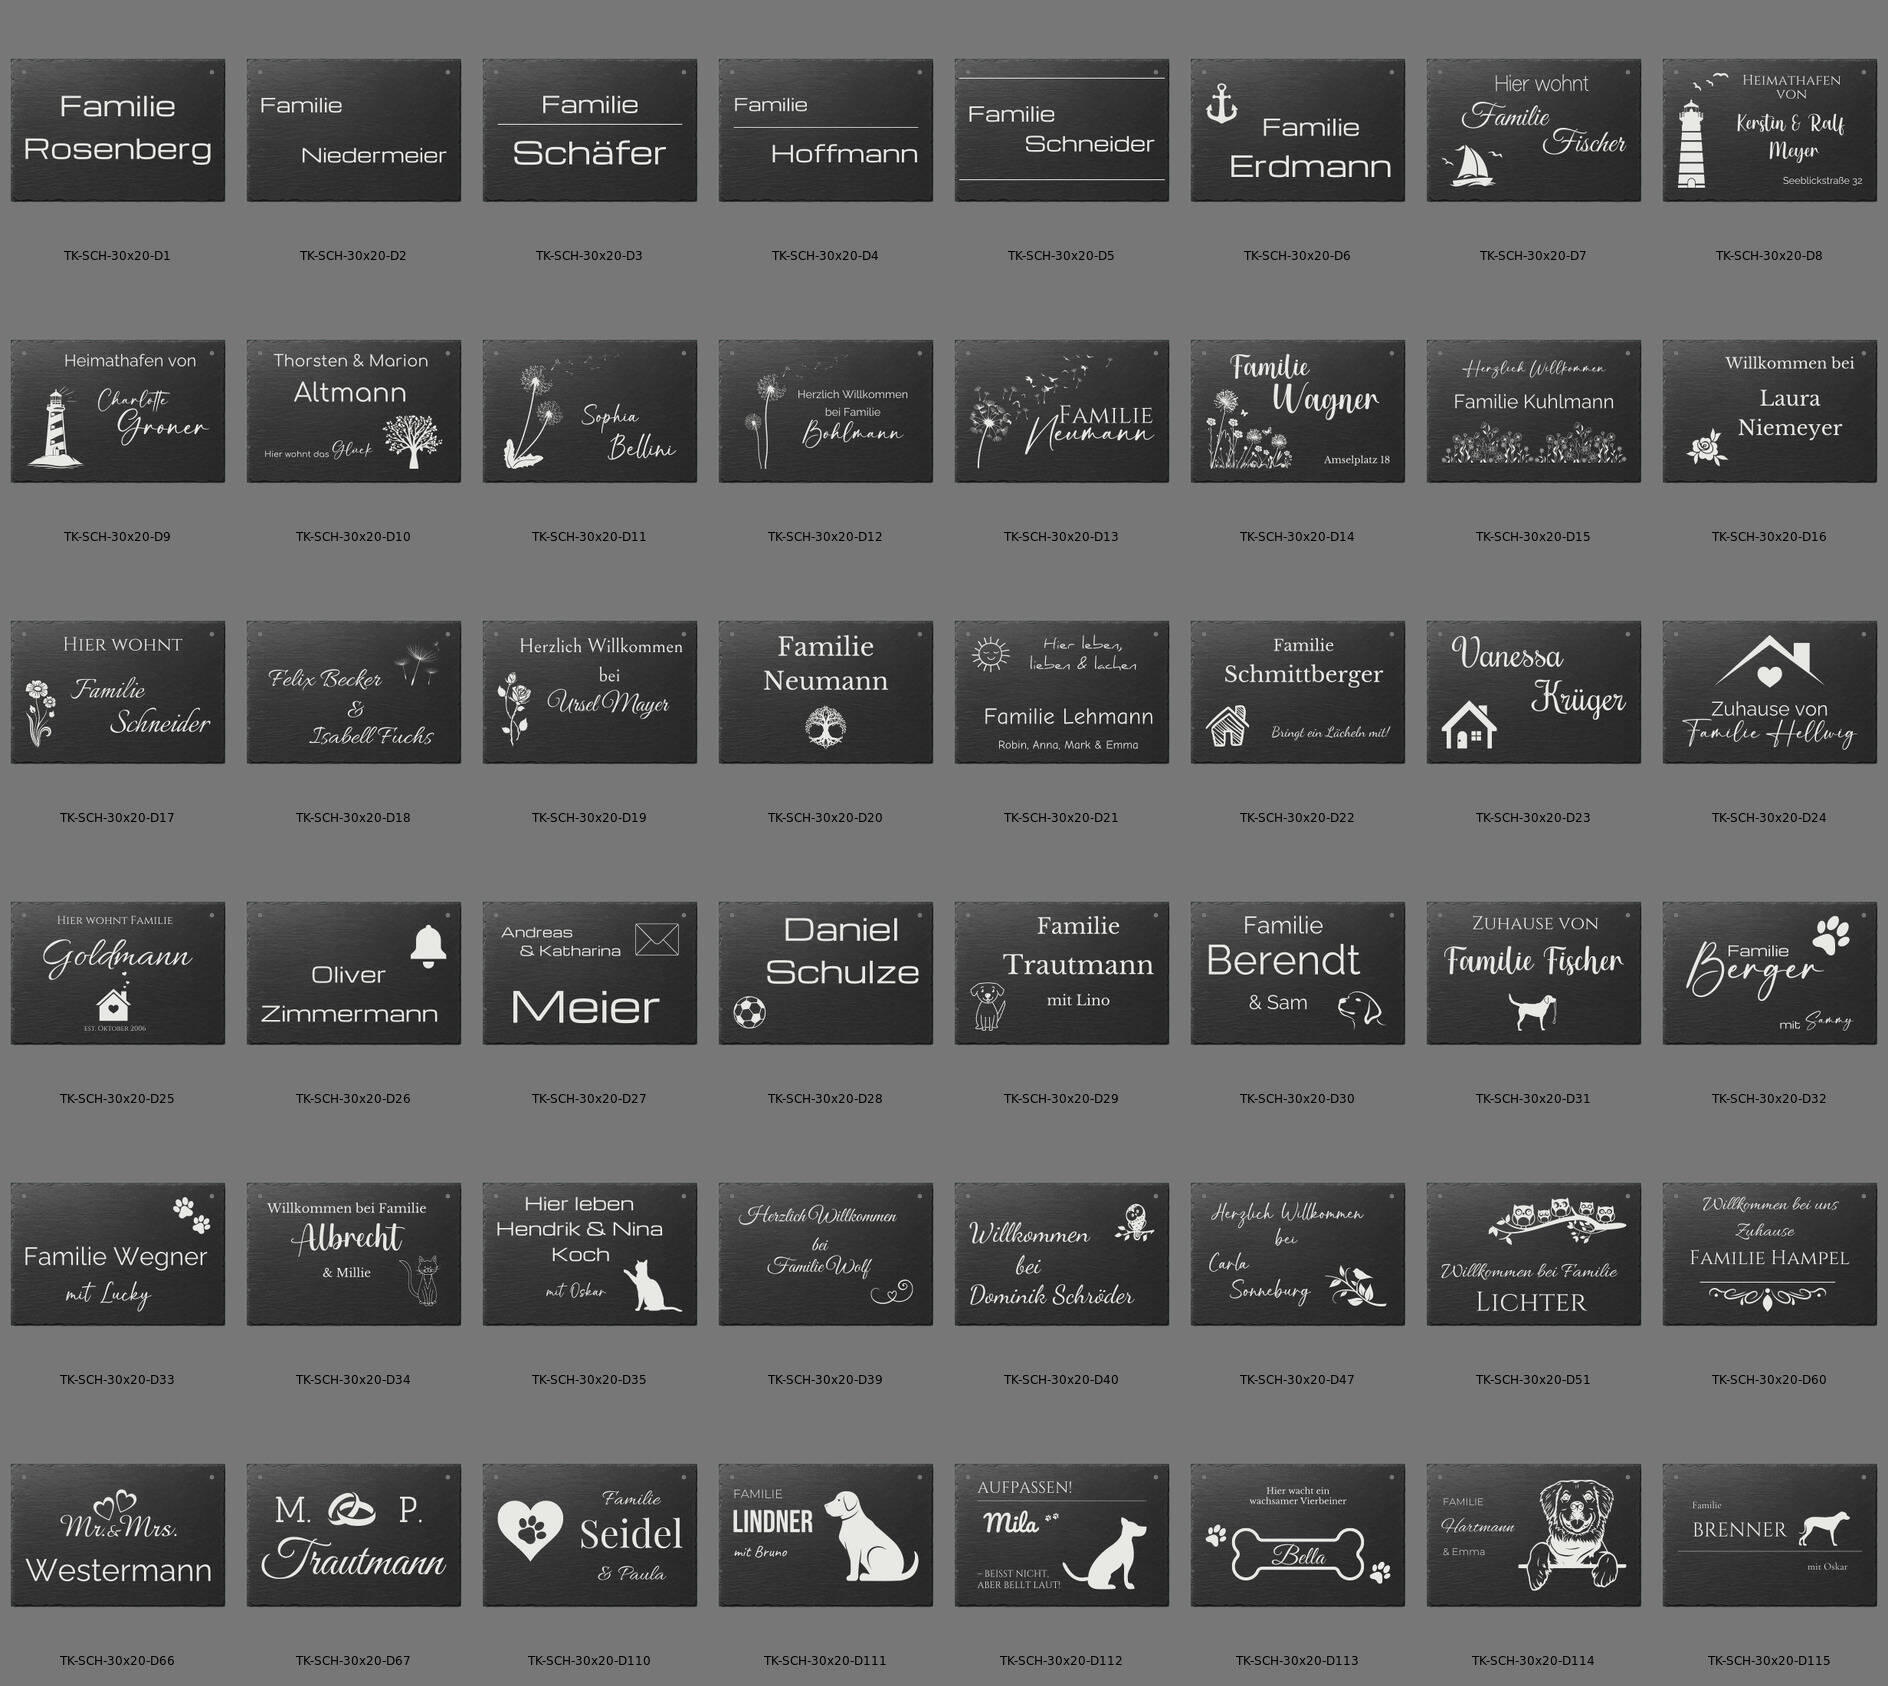 Familie
Rosenberg
TK-SCH-30x20-D1
Familie
Niedermeier
TK-SCH-30x20-D2
Familie
Schäfer
TK-SCH-30x20-D3
Familie
Hoffmann
TK-SCH-30x20-D4
Familie
Schneider
TK-SCH-30x20-D5
Familie
Erdmann
TK-SCH-30x20-D6
Hier wohnt
Familie
Fischer
TK-SCH-30x20-D7
Heimathafen
von
Kerstin & Ralf
Meyer
Seeblickstraße 32
TK-SCH-30x20-D8
Heimathafen von
Charlotte
Groner
TK-SCH-30x20-D9
Thorsten & Marion
Altmann
Hier wohnt das Glück
TK-SCH-30x20-D10
Sophia
Bellini
TK-SCH-30x20-D11
Herzlich Willkommen
bei Familie
Bohlmann
TK-SCH-30x20-D12
FAMILIE
Neumann
TK-SCH-30x20-D13
Familie
Wagner
Amselplatz 18
TK-SCH-30x20-D14
Herzlich Willkommen
Familie Kuhlmann
TK-SCH-30x20-D15
Willkommen bei
Laura
Niemeyer
TK-SCH-30x20-D16
Hier wohnt
Familie
Schneider
TK-SCH-30x20-D17
Felix Becker
&
Isabell Fuchs
TK-SCH-30x20-D18
Herzlich Willkommen
bei
Ursel Mayer
TK-SCH-30x20-D19
Familie
Neumann
TK-SCH-30x20-D20
Hier leben,
lieben & lachen
Familie Lehmann
Robin, Anna, Mark & Emma
TK-SCH-30x20-D21
Familie
Schmittberger
Bringt ein Lächeln mit!
TK-SCH-30x20-D22
Vanessa
Krüger
TK-SCH-30x20-D23
Zuhause von
Familie Hellwig
TK-SCH-30x20-D24
Hier wohnt Familie
Goldmann
Est. Oktober 2006
TK-SCH-30x20-D25
Oliver
Zimmermann
TK-SCH-30x20-D26
Andreas
& Katharina
Meier
TK-SCH-30x20-D27
Daniel
Schulze
TK-SCH-30x20-D28
Familie
Trautmann
mit Lino
TK-SCH-30x20-D29
Familie
Berendt
& Sam
TK-SCH-30x20-D30
Zuhause von
Familie Fischer
TK-SCH-30x20-D31
Familie
Berger
mit Sammy
TK-SCH-30x20-D32
Familie Wegner
mit Lucky
TK-SCH-30x20-D33
Willkommen bei Familie
Albrecht
& Millie
TK-SCH-30x20-D34
Hier leben
Hendrik & Nina
Koch
mit Oskar
TK-SCH-30x20-D35
Herzlich Willkommen
bei
Familie Wolf
TK-SCH-30x20-D39
Willkommen
bei
Dominik Schröder
TK-SCH-30x20-D40
Herzlich Willkommen
bei
Carla
Sonneburg
TK-SCH-30x20-D47
Willkommen bei Familie
Lichter
TK-SCH-30x20-D51
Willkommen bei uns
Zuhause
Familie Hampel
TK-SCH-30x20-D60
Mr. & Mrs.
Westermann
TK-SCH-30x20-D66
M. P.
Trautmann
TK-SCH-30x20-D67
Familie
Seidel
& Paula
TK-SCH-30x20-D110
FAMILIE
LINDNER
mit Bruno
TK-SCH-30x20-D111
AUFPASSEN!
Mila
– BEISST NICHT,
ABER BELLT LAUT!
TK-SCH-30x20-D112
Hier wacht ein
wachsamer Vierbeiner
Bella
TK-SCH-30x20-D113
FAMILIE
Hartmann
& Emma
TK-SCH-30x20-D114
Familie
BRENNER
mit Oskar
TK-SCH-30x20-D115